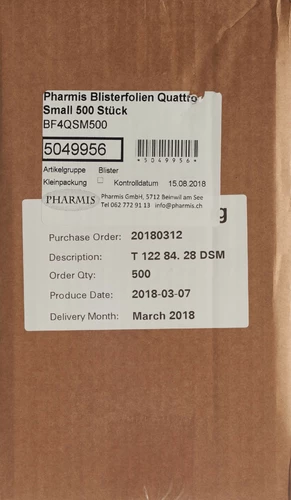 Pharmis Blisterfolien Quattro
Small 500 Stück
BF4QSM500
5049956
*5049956*
Artikelgruppe Blister
Kleinpackung Kontrolldatum 15.08.2018
PHARMIS
Pharmis GmbH, 5712 Beinwil am See
Tel 062 772 91 13 info@pharmis.ch
g
Purchase Order: 20180312
Description: T 122 84. 28 DSM
Order Qty: 500
Produce Date: 2018-03-07
Delivery Month: March 2018